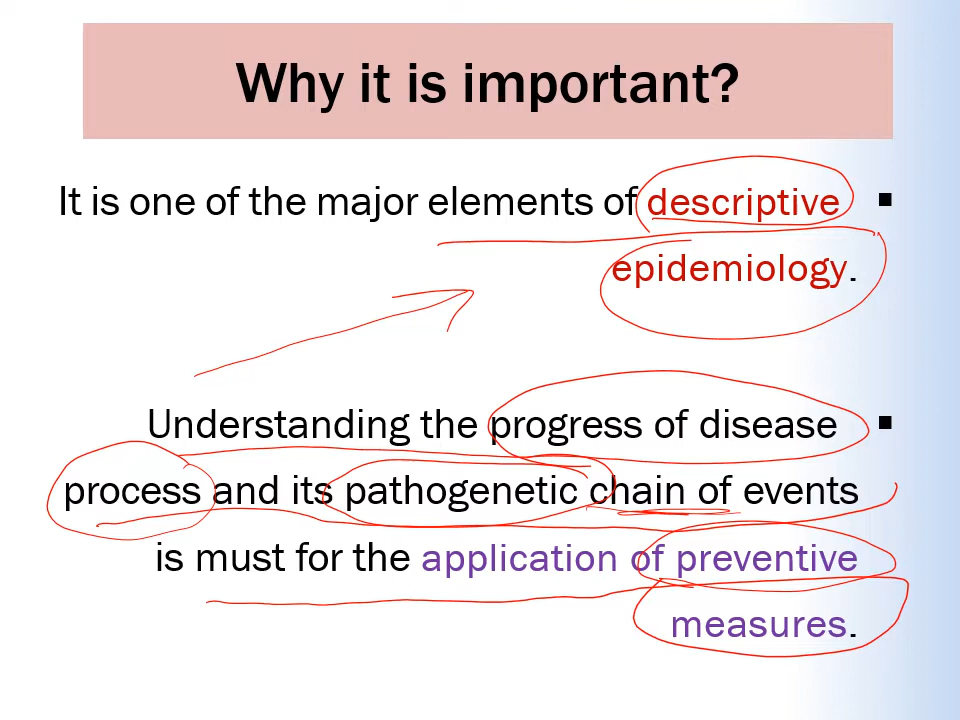 Why it is important?
It is one of the major elements of descriptive
epidemiology.
Understanding the progress of disease
process and its pathogenetic chain of events
is must for the application of preventive
measures.